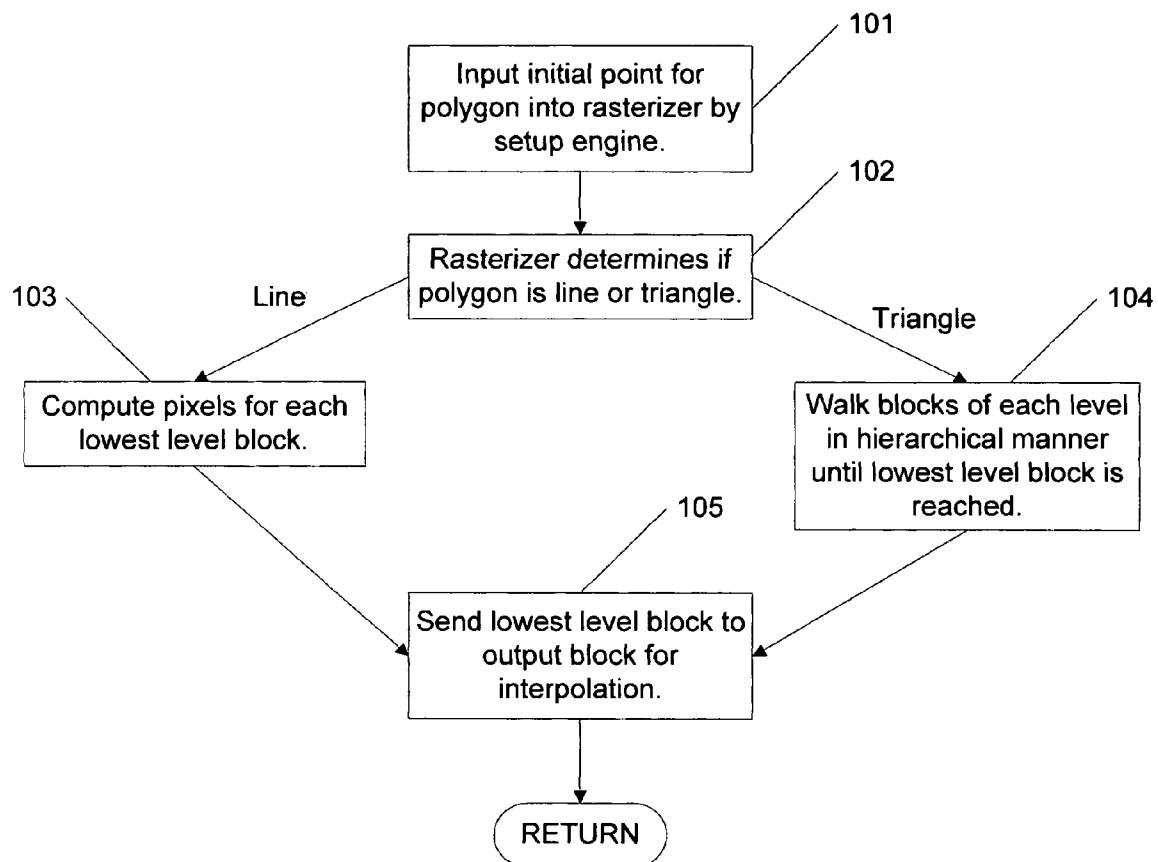 101
Input initial point for
polygon into rasterizer by
setup engine.
102
Rasterizer determines if
polygon is line or triangle.
103
Line
Triangle
104
Compute pixels for each
lowest level block.
Walk blocks of each level
in hierarchical manner
until lowest level block is
reached.
105
Send lowest level block to
output block for
interpolation.
RETURN